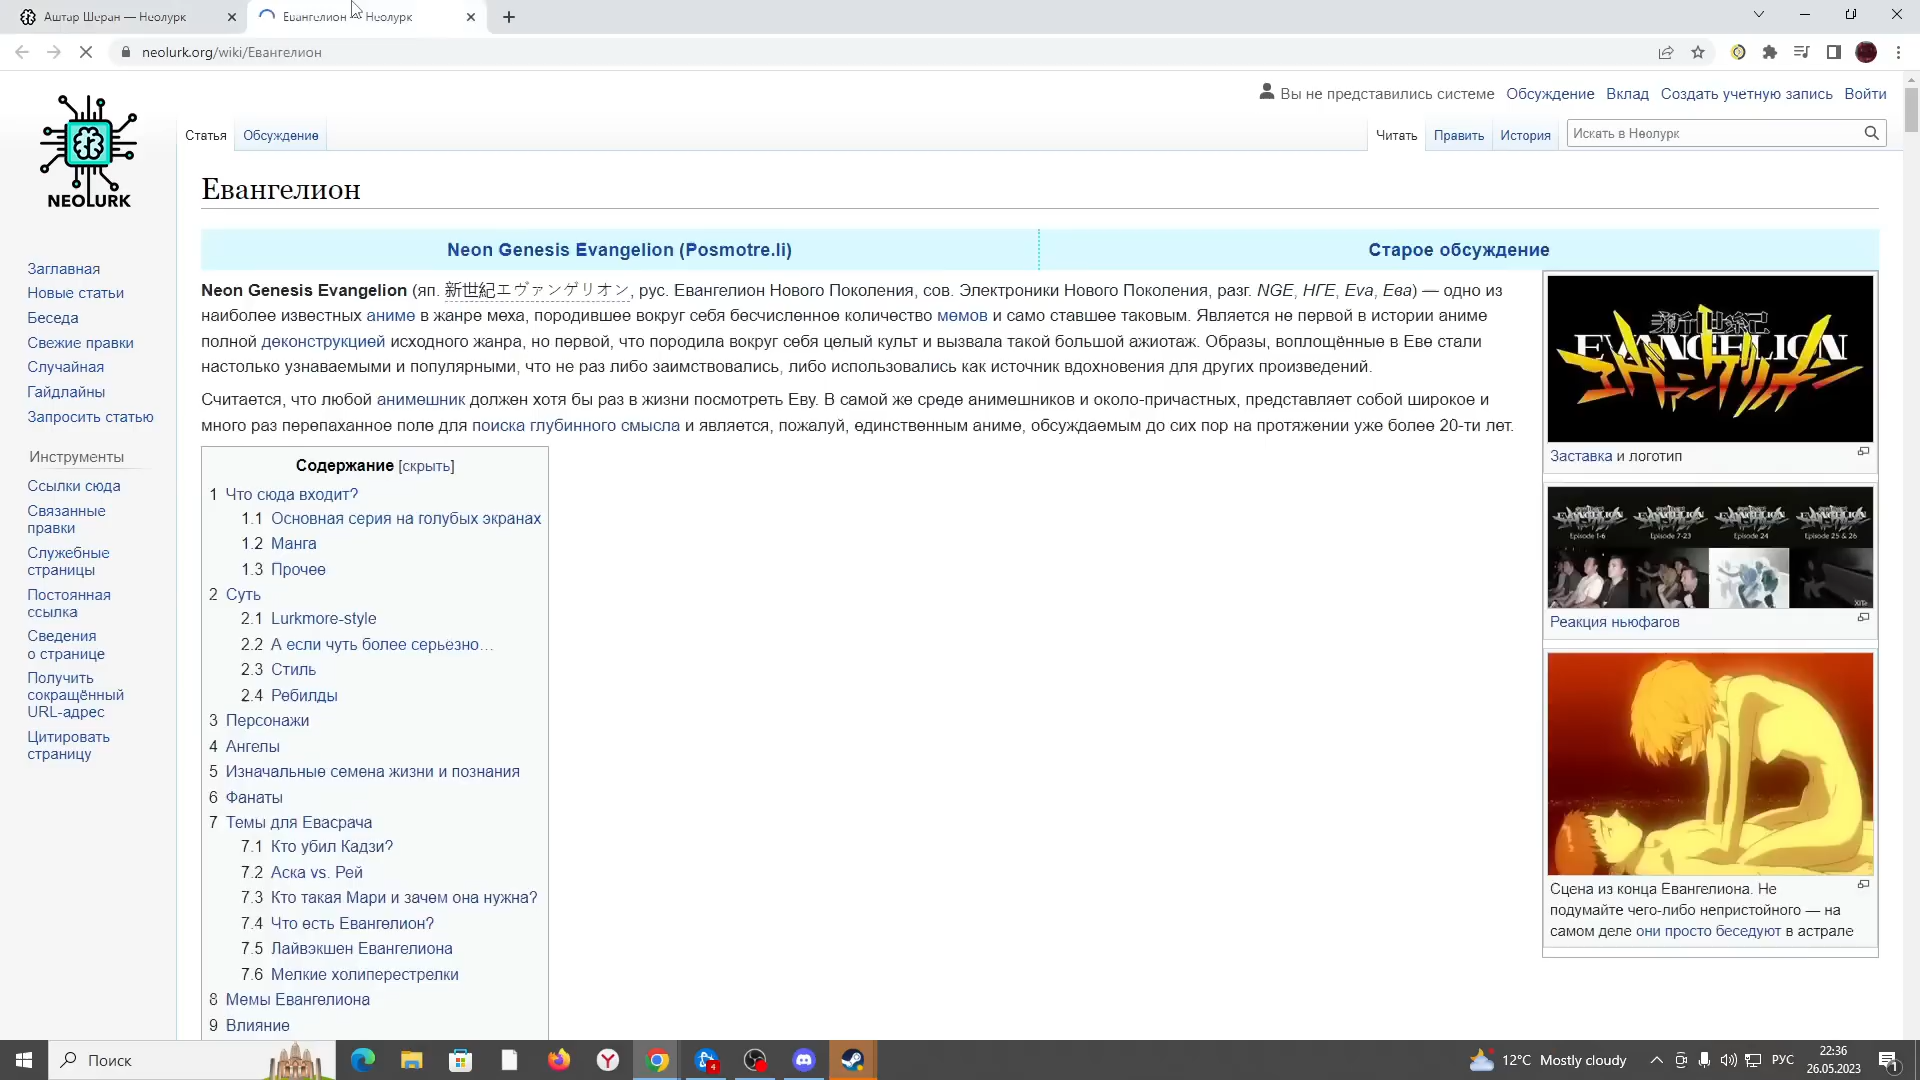 Аштар Шеран — Неолурк
Евангелион — Неолурк
neolurk.org/wiki/Евангелион
Вы не представились системе Обсуждение Вклад Создать учётную запись Войти
NEOLURK
Статья Обсуждение
Читать Править История Искать в Неолурк
Евангелион
Neon Genesis Evangelion (Posmotre.li) Старое обсуждение
Neon Genesis Evangelion (яп. 新世紀エヴァンゲリオン, рус. Евангелион Нового Поколения, сов. Электроники Нового Поколения, разг. NGE, НГЕ, Eva, Ева) — одно из
наиболее известных аниме в жанре меха, породившее вокруг себя бесчисленное количество мемов и само ставшее таковым. Является не первой в истории аниме
полной деконструкцией исходного жанра, но первой, что породила вокруг себя целый культ и вызвала такой большой ажиотаж. Образы, воплощённые в Еве стали
настолько узнаваемыми и популярными, что не раз либо заимствовались, либо использовались как источник вдохновения для других произведений.
Считается, что любой анимешник должен хотя бы раз в жизни посмотреть Еву. В самой же среде анимешников и около-причастных, представляет собой широкое и
много раз перепаханное поле для поиска глубинного смысла и является, пожалуй, единственным аниме, обсуждаемым до сих пор на протяжении уже более 20-ти лет.
Содержание [скрыть]
1 Что сюда входит?
1.1 Основная серия на голубых экранах
1.2 Манга
1.3 Прочее
2 Суть
2.1 Lurkmore-style
2.2 А если чуть более серьезно…
2.3 Стиль
2.4 Ребилды
3 Персонажи
4 Ангелы
5 Изначальные семена жизни и познания
6 Фанаты
7 Темы для Евасрача
7.1 Кто убил Кадзи?
7.2 Аска vs. Рей
7.3 Кто такая Мари и зачем она нужна?
7.4 Что есть Евангелион?
7.5 Лайвэкшен Евангелиона
7.6 Мелкие холиперестрелки
8 Мемы Евангелиона
9 Влияние
Заглавная
Новые статьи
Беседа
Свежие правки
Случайная
Гайдлайны
Запросить статью
Инструменты
Ссылки сюда
Связанные
правки
Служебные
страницы
Постоянная
ссылка
Сведения
о странице
Получить
сокращённый
URL-адрес
Цитировать
страницу
新世紀
EVANGELION
エヴァンゲリオン
Заставка и логотип
EVANGELION EVANGELION EVANGELION EVANGELION
Episode 1-6 Episode 7-23 Episode 24 Episode 25 & 26
Реакция ньюфагов
Сцена из конца Евангелиона. Не
подумайте чего-либо непристойного — на
самом деле они просто беседуют в астрале
Поиск
4
12°C Mostly cloudy
РУС
22:36
26.05.2023
1